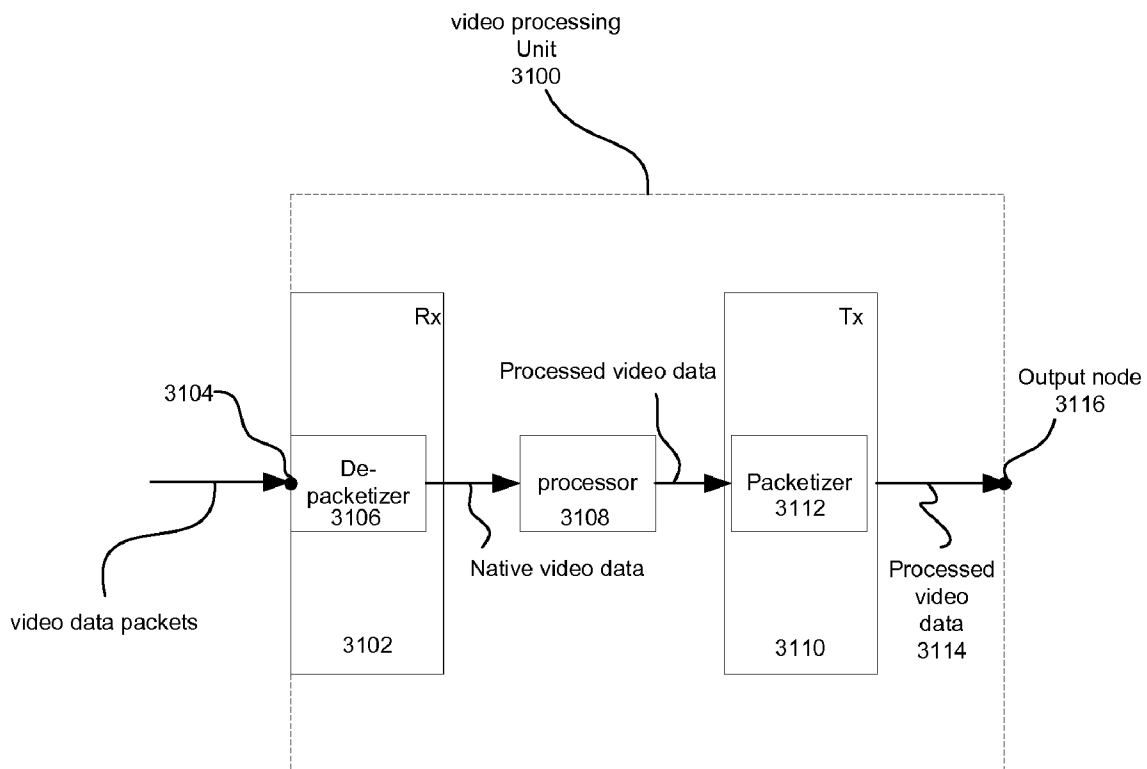 video processing
Unit
3100
Rx
Tx
Processed video data
Output node
3116
3104
De-
packetizer
3106
processor
3108
Packetizer
3112
Native video data
Processed
video
data
3114
video data packets
3102
3110